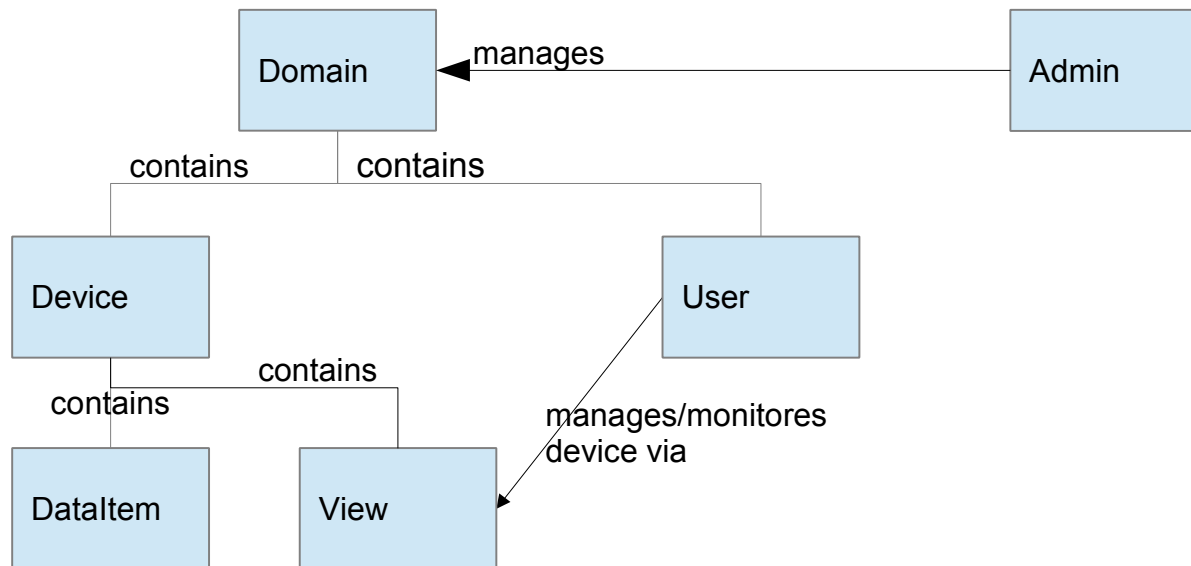 Domain
manages
Admin
contains
contains
Device
User
contains
contains
manages/monitores
device via
DataItem
View